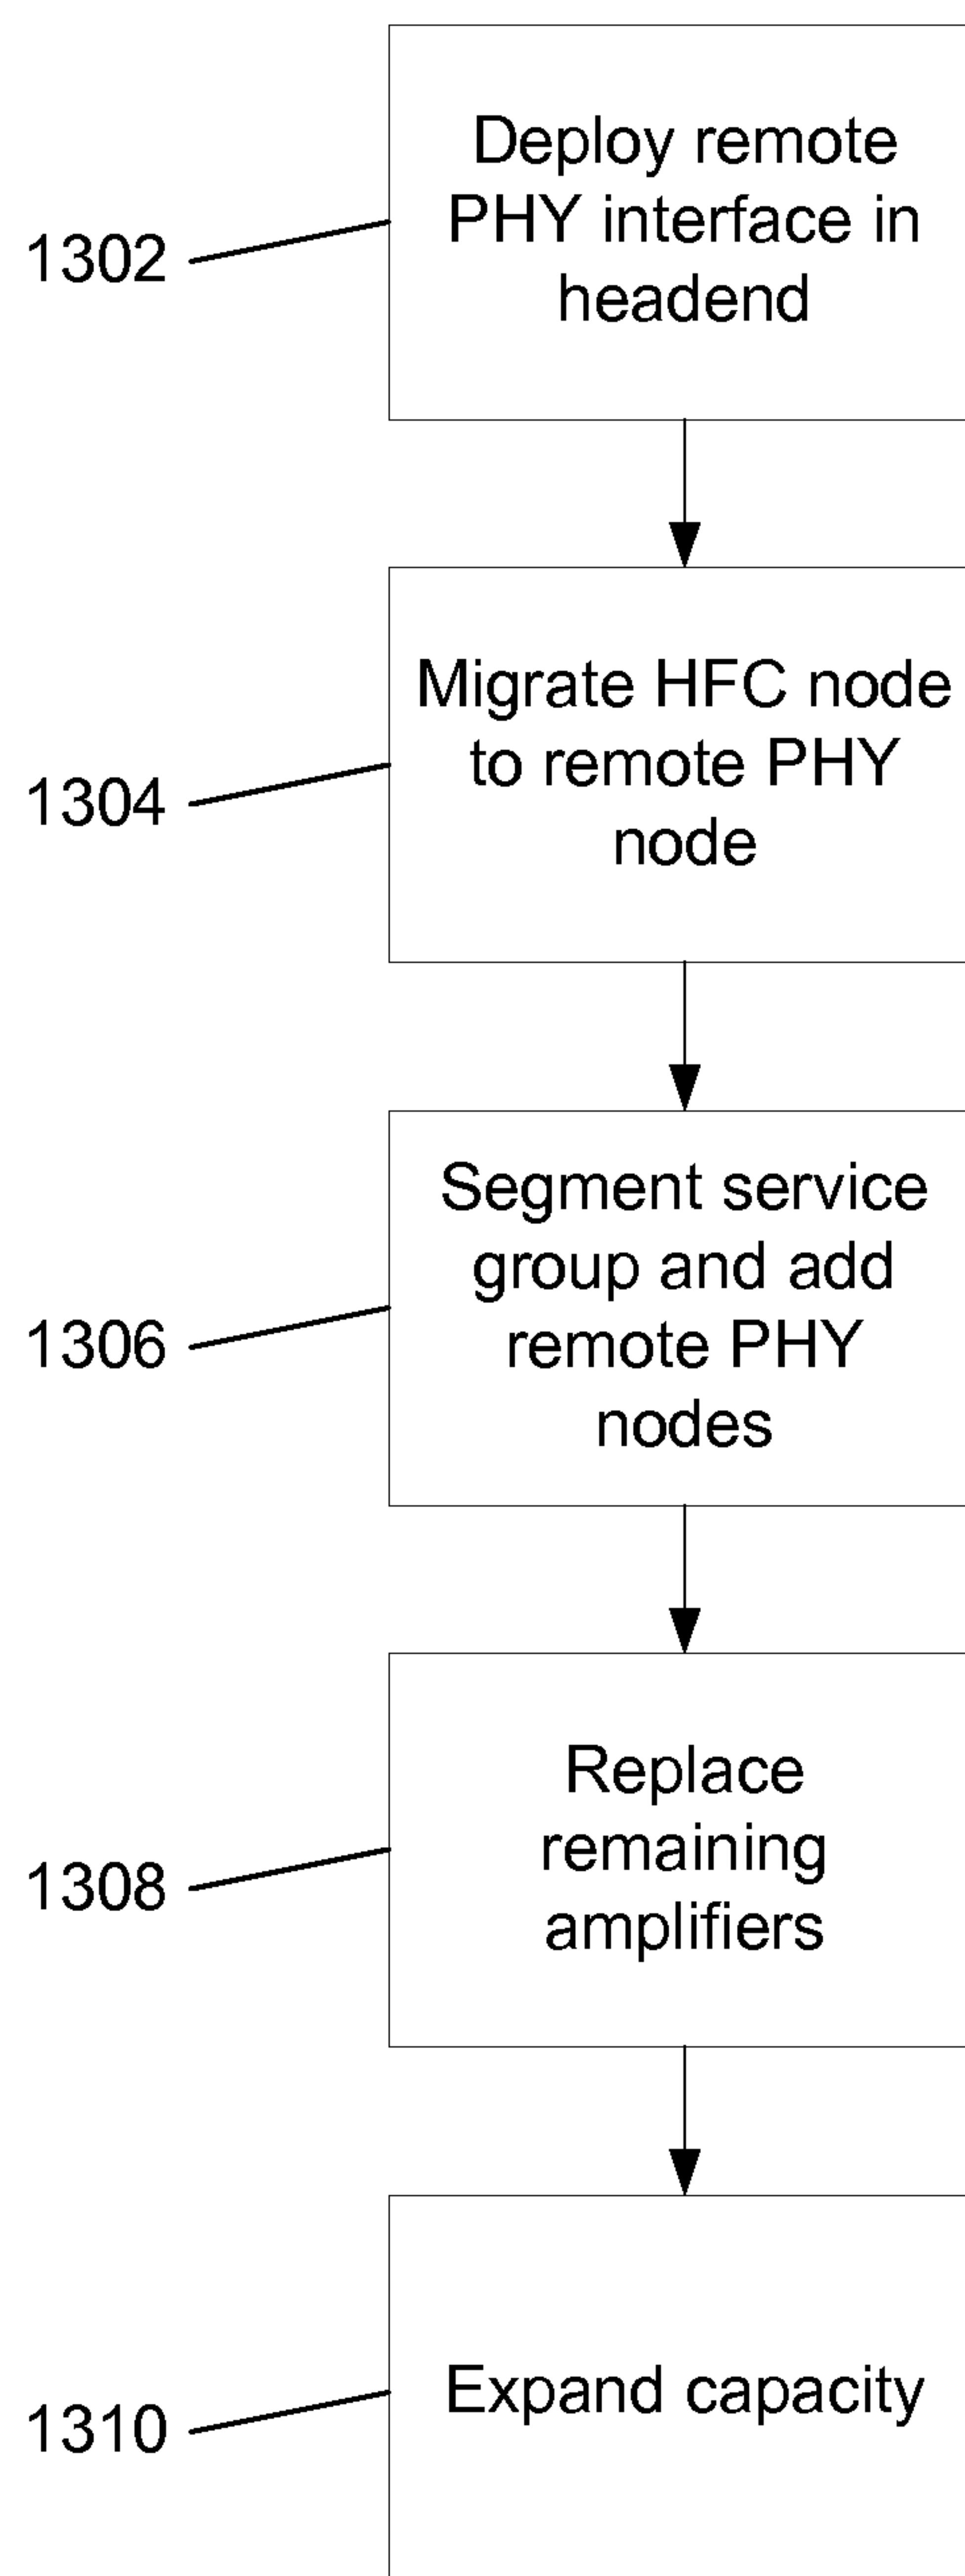 Deploy remote
PHY interface in
headend
1302
Migrate HFC node
to remote PHY
node
1304
Segment service
group and add
remote PHY
nodes
1306
Replace
remaining
amplifiers
1308
Expand capacity
1310